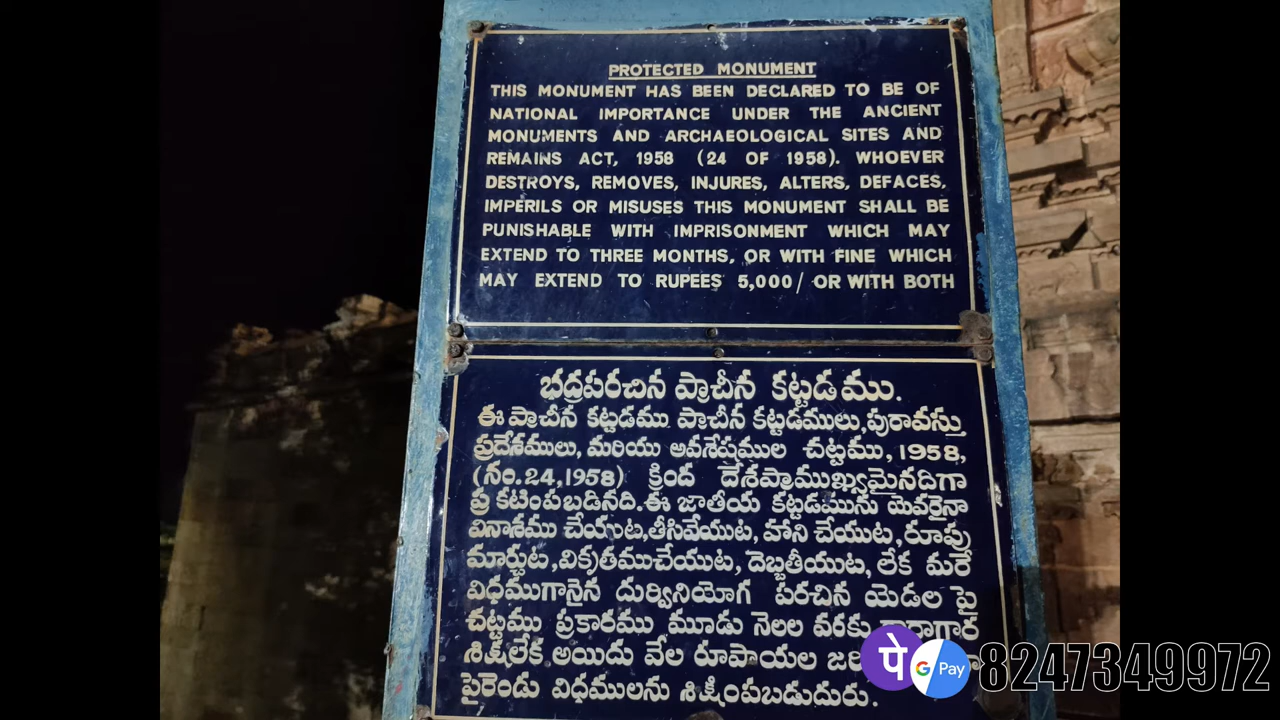 PROTECTED MONUMENT
THIS MONUMENT HAS BEEN DECLARED TO BE OF
NATIONAL IMPORTANCE UNDER THE ANCIENT
MONUMENTS AND ARCHAEOLOGICAL SITES AND
REMAINS ACT, 1958 (24 OF 1958). WHOEVER
DESTROYS, REMOVES, INJURES, ALTERS, DEFACES,
IMPERILS OR MISUSES THIS MONUMENT SHALL BE
PUNISHABLE WITH IMPRISONMENT WHICH MAY
EXTEND TO THREE MONTHS, OR WITH FINE WHICH
MAY EXTEND TO RUPEES 5,000/ OR WITH BOTH
భద్రపరచిన ప్రాచీన కట్టడము.
ఈ ప్రాచీన కట్టడము ప్రాచీన కట్టడములు,పురావస్తు
ప్రదేశములు, మరియు అవశేషముల చట్టము, 1958,
(నం.24,1958) క్రింద దేశప్రాముఖ్యమైనదిగా
ప్రకటింపబడినది.ఈ జాతీయ కట్టడమును యెవరైనా
వినాశము చేయుట,తీసివేయుట, హాని చేయుట,రూపు
మార్చుట,వికృతముచేయుట, దెబ్బతీయుట, లేక మరే
విధముగానైన దుర్వినియోగ పరచిన యెడల పై
చట్టము ప్రకారము మూడు నెలల వరకు కారాగార
శిక్షలేక అయిదు వేల రూపాయల
పైరెండు విధములను శిక్షింపబడుదురు.
पे
G Pay
8247349972